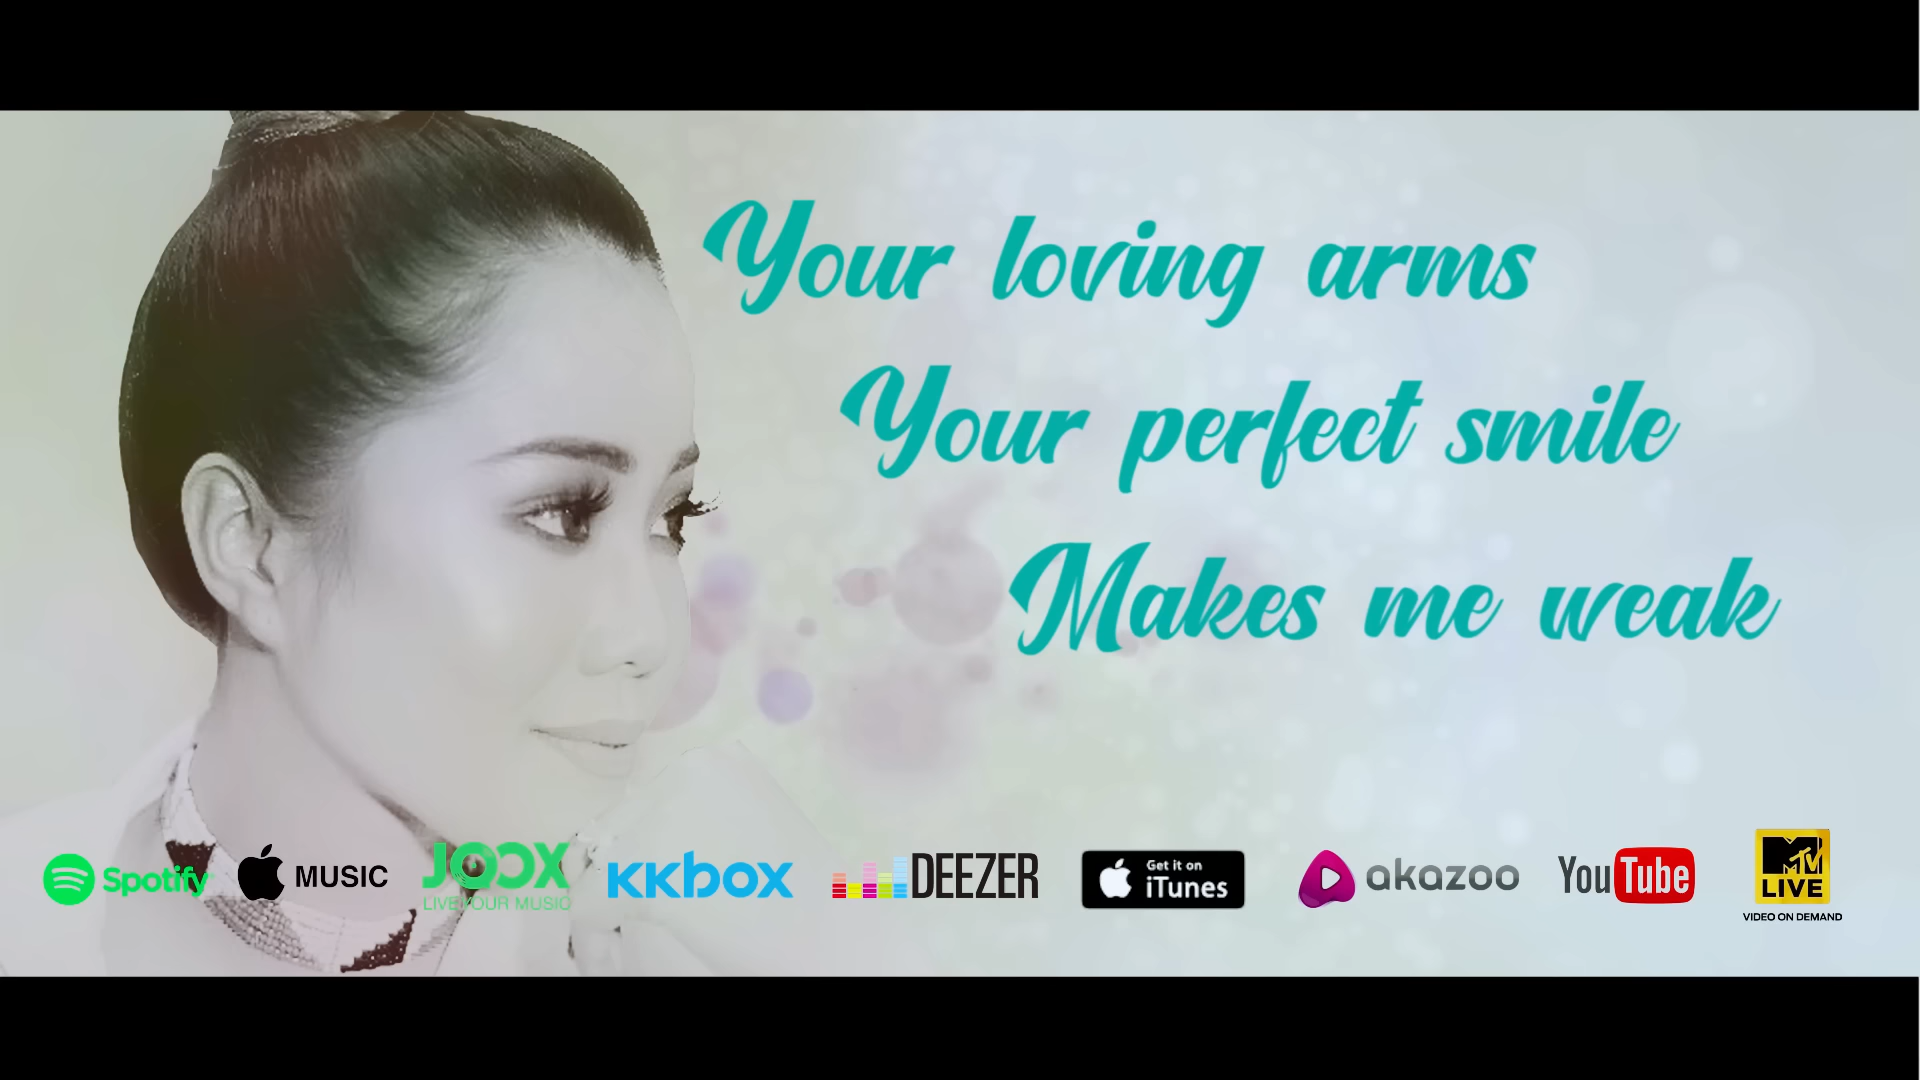 Your loving arms
Your perfect smile
Makes me weak
Spotify
MUSIC
JOOX
LIVE YOUR MUSIC
KKBOX
DEEZER
Get it on
iTunes
akazoo
YouTube
MTV
LIVE
VIDEO ON DEMAND